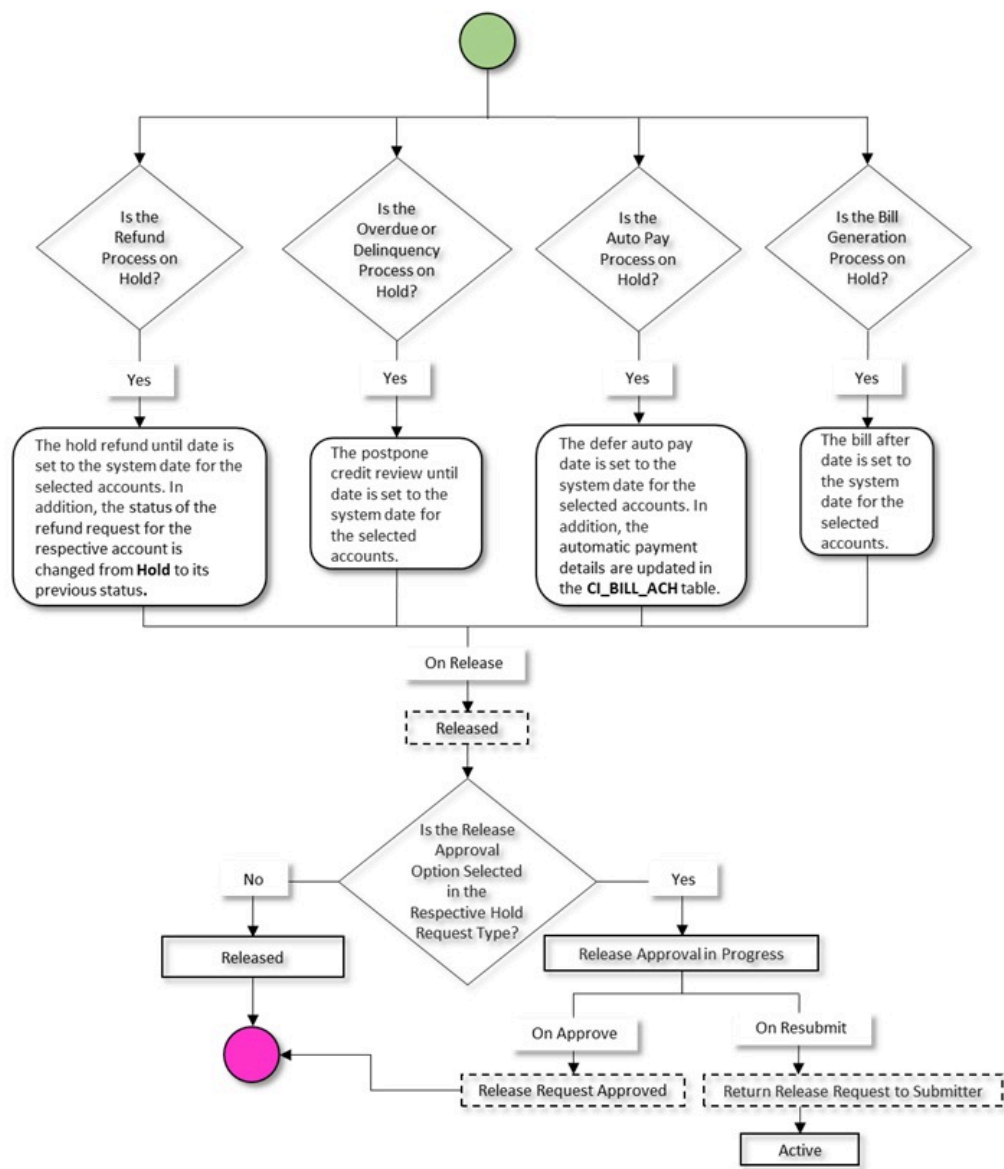 Is the
Refund
Process on
Hold?
Is the
Overdue or
Delinquency
Process on
Hold?
Is the
Auto Pay
Process on
Hold?
Is the Bill
Generation
Process on
Hold?
Yes
Yes
Yes
Yes
The hold refund until date is
set to the system date for the
selected accounts. In
addition, the status of the
refund request for the
respective account is
changed from Hold to its
previous status.
The postpone
credit review until
date is set to the
system date for
the selected
accounts.
The defer auto pay
date is set to the
system date for the
selected accounts. In
addition, the
automatic payment
details are updated in
the CI_BILL_ACH table.
The bill after
date is set to
the system
date for the
selected
accounts.
On Release
Released
Is the Release
Approval
Option Selected
in the
Respective Hold
Request Type?
No
Yes
Released
Release Approval in Progress
On Approve
On Resubmit
Release Request Approved
Return Release Request to Submitter
Active